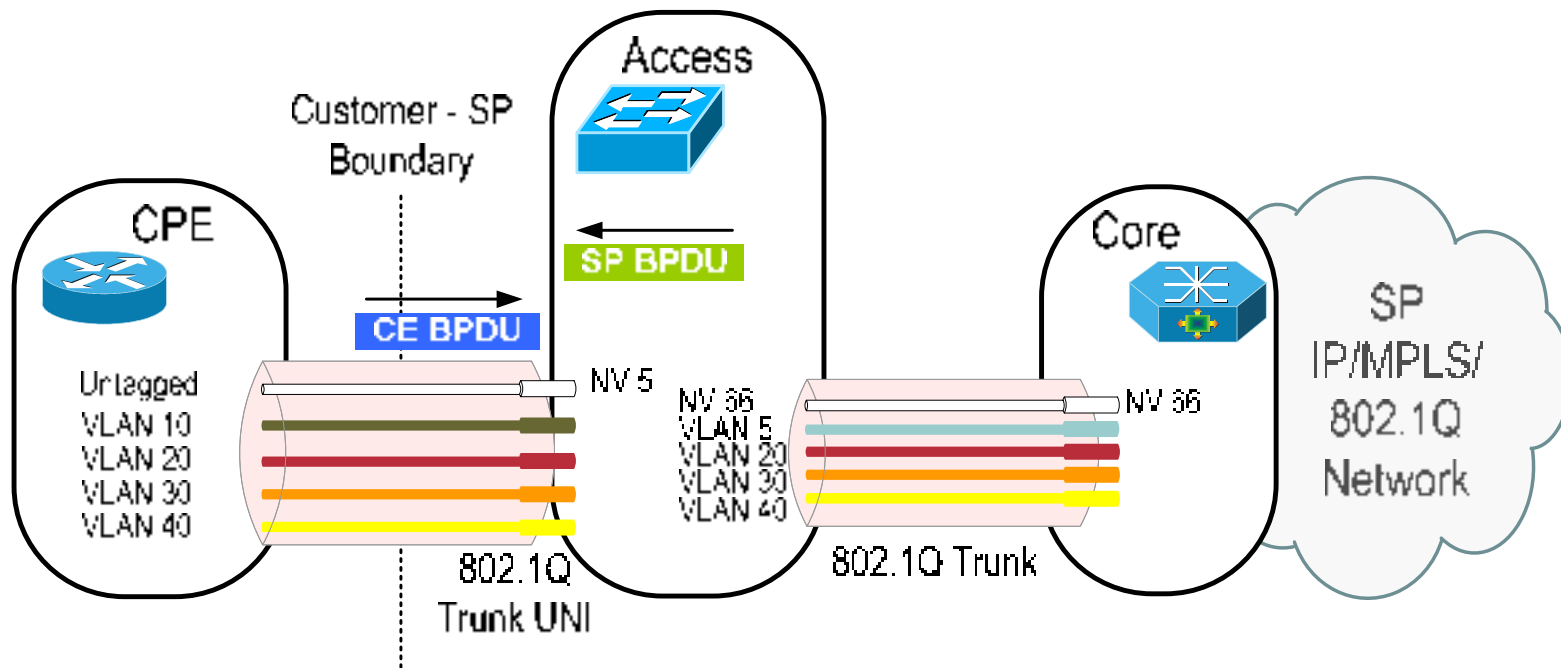 Access
Customer - SP
Boundary
CPE
Core
SP BPDU
CE BPDU
SP
IP/MPLS/
802.1Q
Network
Untagged
VLAN 10
VLAN 20
VLAN 30
VLAN 40
NV 5
NV 66
VLAN 5
VLAN 20
VLAN 30
VLAN 40
NV 66
802.1Q
Trunk UNI
802.1Q Trunk